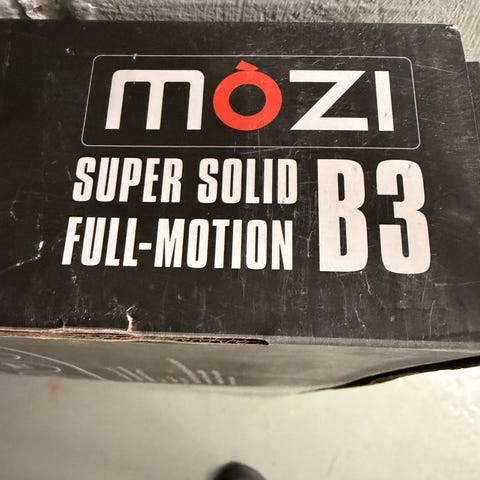 mòzi
SUPER SOLID
FULL-MOTION
B3